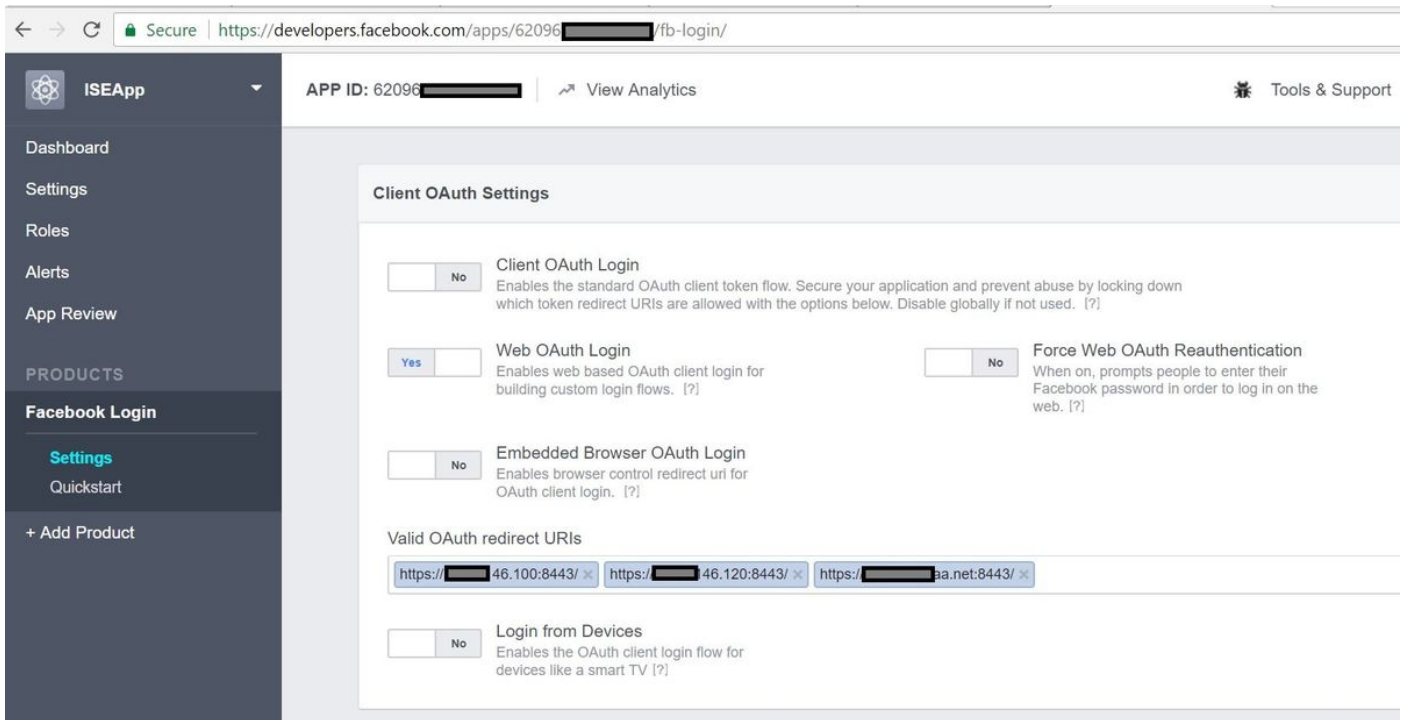 Secure https://developers.facebook.com/apps/62096 /fb-login/
ISEApp
APP ID: 62096 View Analytics Tools & Support
Dashboard
Settings
Roles
Alerts
App Review
PRODUCTS
Facebook Login
Settings
Quickstart
+ Add Product
Client OAuth Settings
No
Client OAuth Login
Enables the standard OAuth client token flow. Secure your application and prevent abuse by locking down
which token redirect URIs are allowed with the options below. Disable globally if not used. [?]
Yes
Web OAuth Login
Enables web based OAuth client login for
building custom login flows. [?]
No
Force Web OAuth Reauthentication
When on, prompts people to enter their
Facebook password in order to log in on the
web. [?]
No
Embedded Browser OAuth Login
Enables browser control redirect uri for
OAuth client login. [?]
Valid OAuth redirect URIs
https:// 46.100:8443/ × https:/ 146.120:8443/ × https:/ aa.net:8443/ ×
No
Login from Devices
Enables the OAuth client login flow for
devices like a smart TV [?]